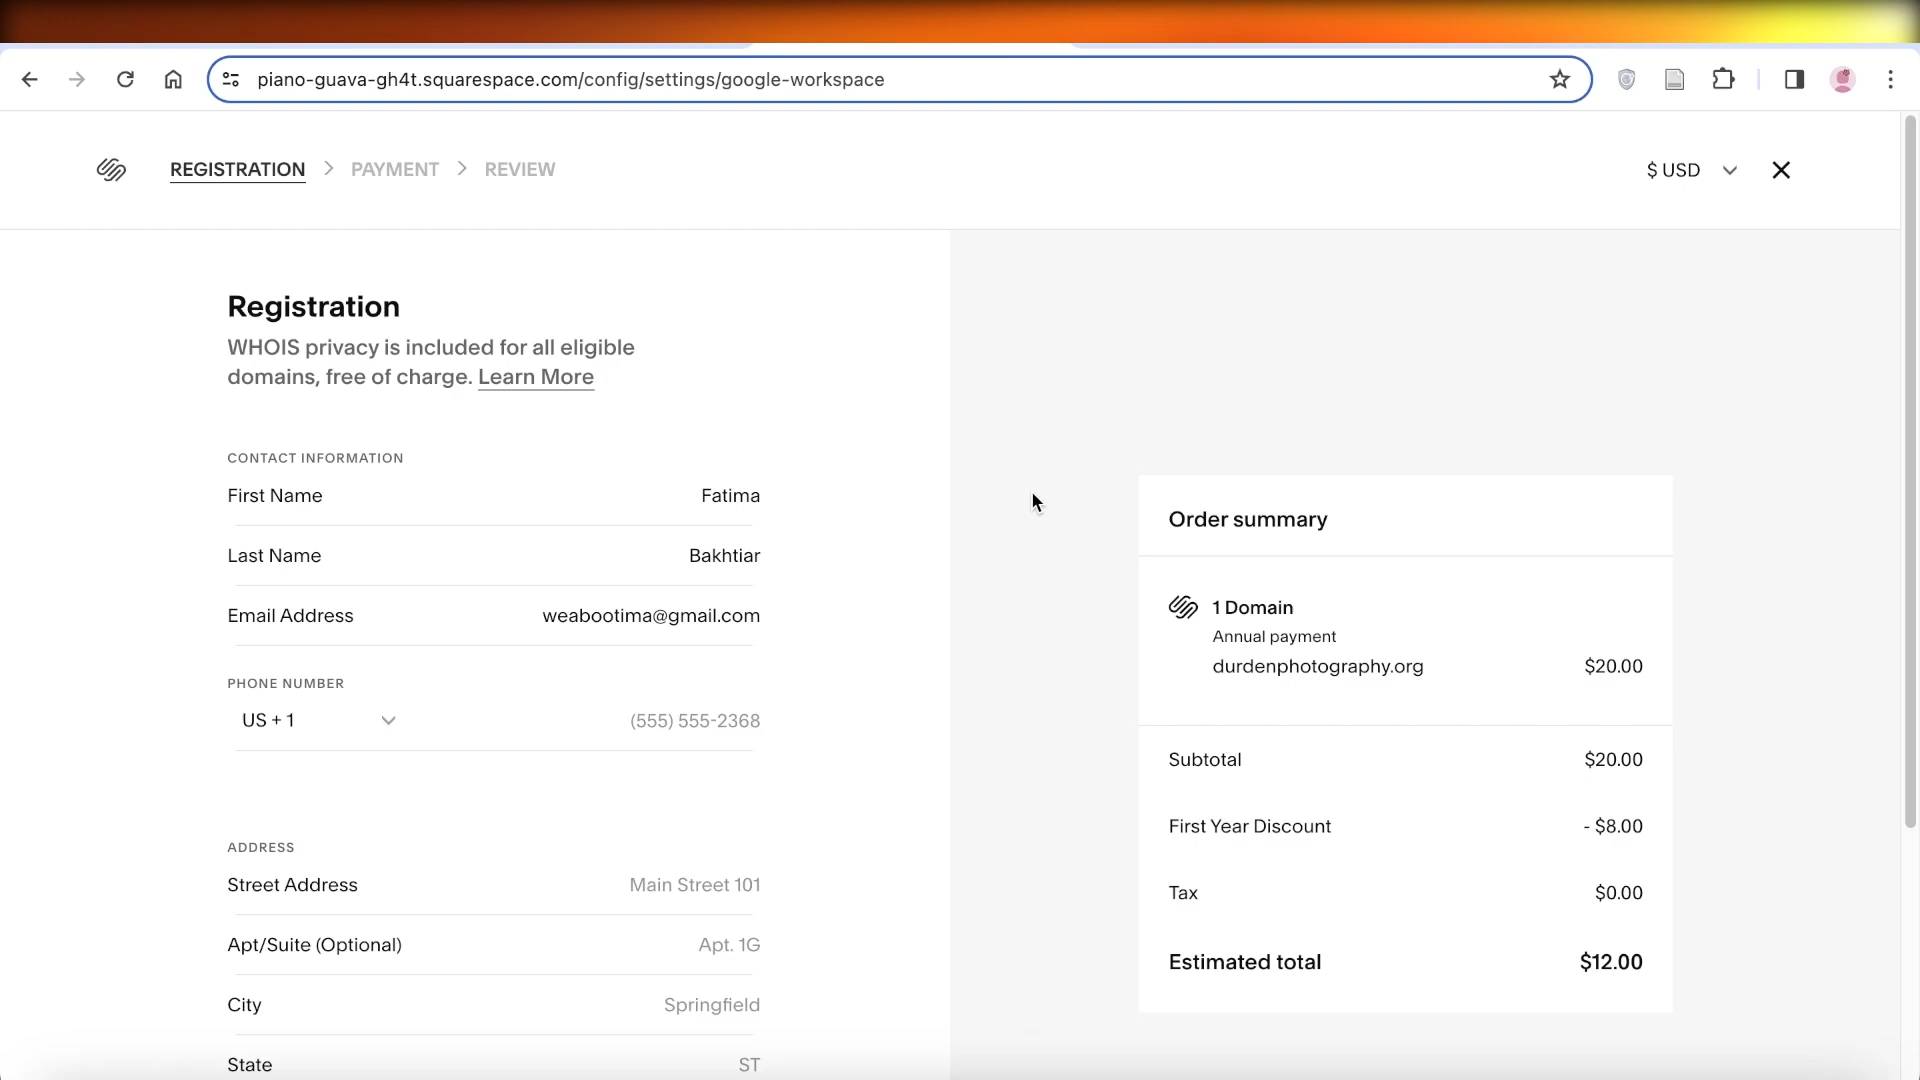 piano-guava-gh4t.squarespace.com/config/settings/google-workspace
REGISTRATION > PAYMENT > REVIEW
$ USD
Registration
WHOIS privacy is included for all eligible
domains, free of charge. Learn More
CONTACT INFORMATION
First Name Fatima
Last Name Bakhtiar
Email Address weabootima@gmail.com
PHONE NUMBER
US + 1 (555) 555-2368
ADDRESS
Street Address Main Street 101
Apt/Suite (Optional) Apt. 1G
City Springfield
State ST
Order summary
1 Domain
Annual payment
durdenphotography.org $20.00
Subtotal $20.00
First Year Discount - $8.00
Tax $0.00
Estimated total $12.00